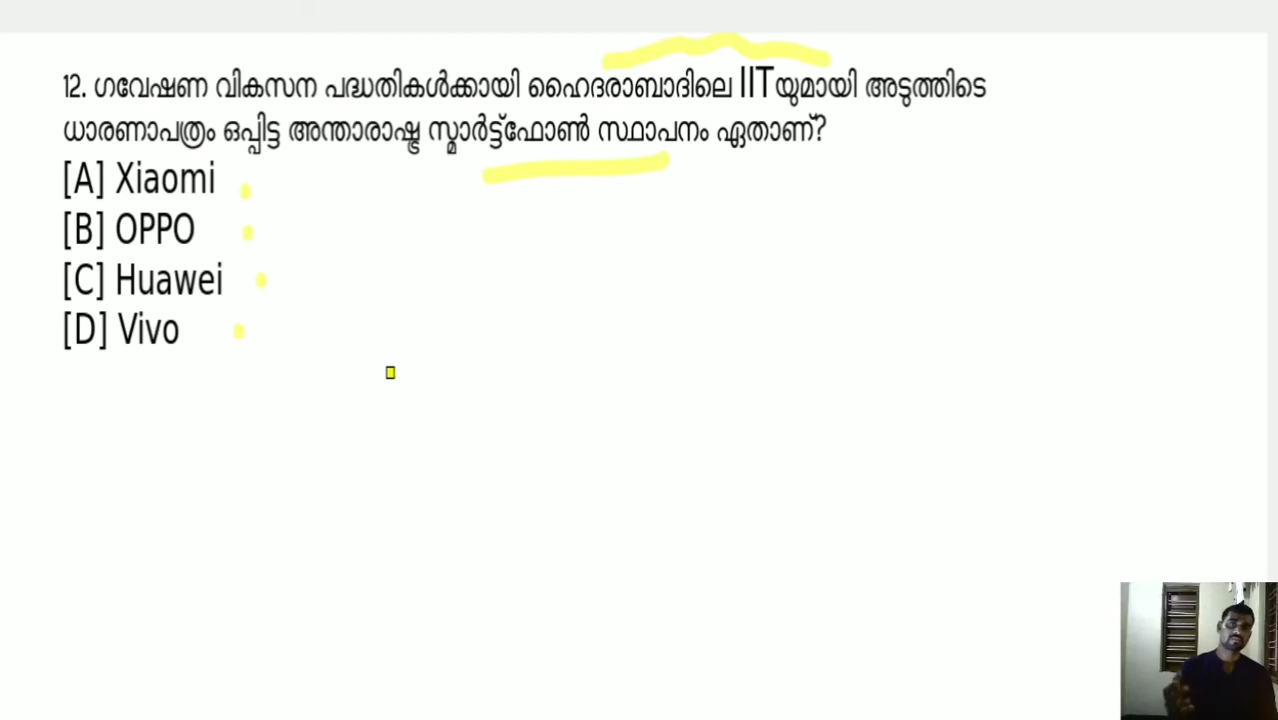 12. ഗവേഷണ വികസന പദ്ധതികൾക്കായി ഹൈദരാബാദിലെ IITയുമായി അടുത്തിടെ
ധാരണാപത്രം ഒപ്പിട്ട അന്താരാഷ്ട്ര സ്മാർട്ട്ഫോൺ സ്ഥാപനം ഏതാണ്?
[A] Xiaomi
[B] OPPO
[C] Huawei
[D] Vivo